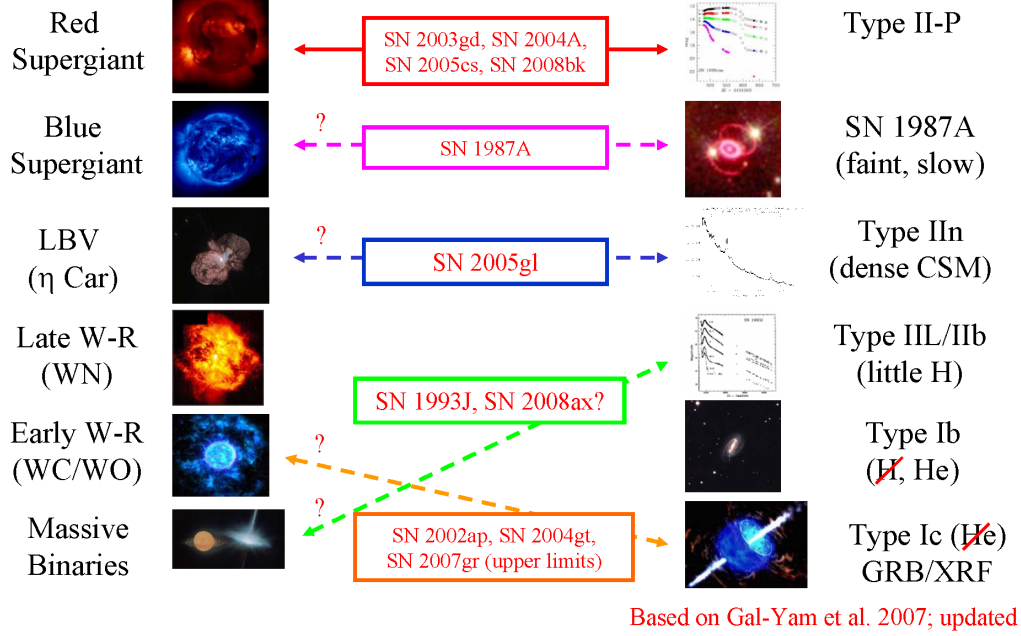 Red
Supergiant
SN 2003gd, SN 2004A,
SN 2005cs, SN 2008bk
Type II-P
Blue
Supergiant
?
SN 1987A
SN 1987A
(faint, slow)
LBV
(η Car)
?
SN 2005gl
Type IIn
(dense CSM)
Late W-R
(WN)
SN 1993J, SN 2008ax?
Type IIL/IIb
(little H)
Early W-R
(WC/WO)
?
Type Ib
(H, He)
Massive
Binaries
?
SN 2002ap, SN 2004gt,
SN 2007gr (upper limits)
Type Ic (He)
GRB/XRF
Based on Gal-Yam et al. 2007; updated